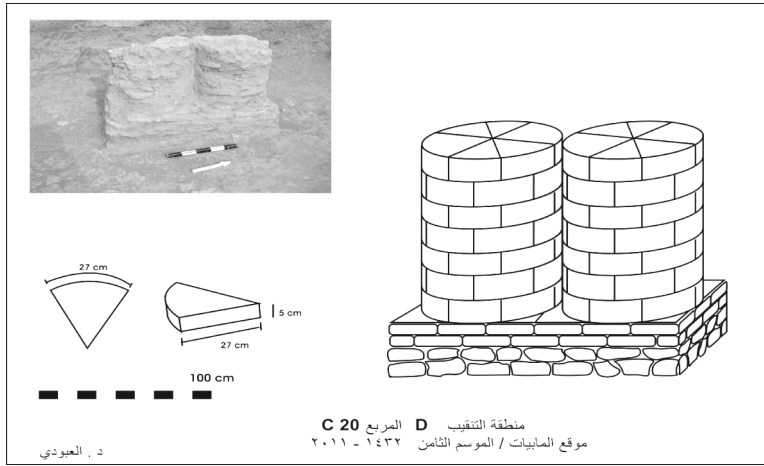 27 cm
5 cm
27 cm
100 cm
منطقة التنقيب D المربع C 20
موقع المابيات / الموسم الثامن ١٤٣٢ - ٢٠١١
د . العبودي